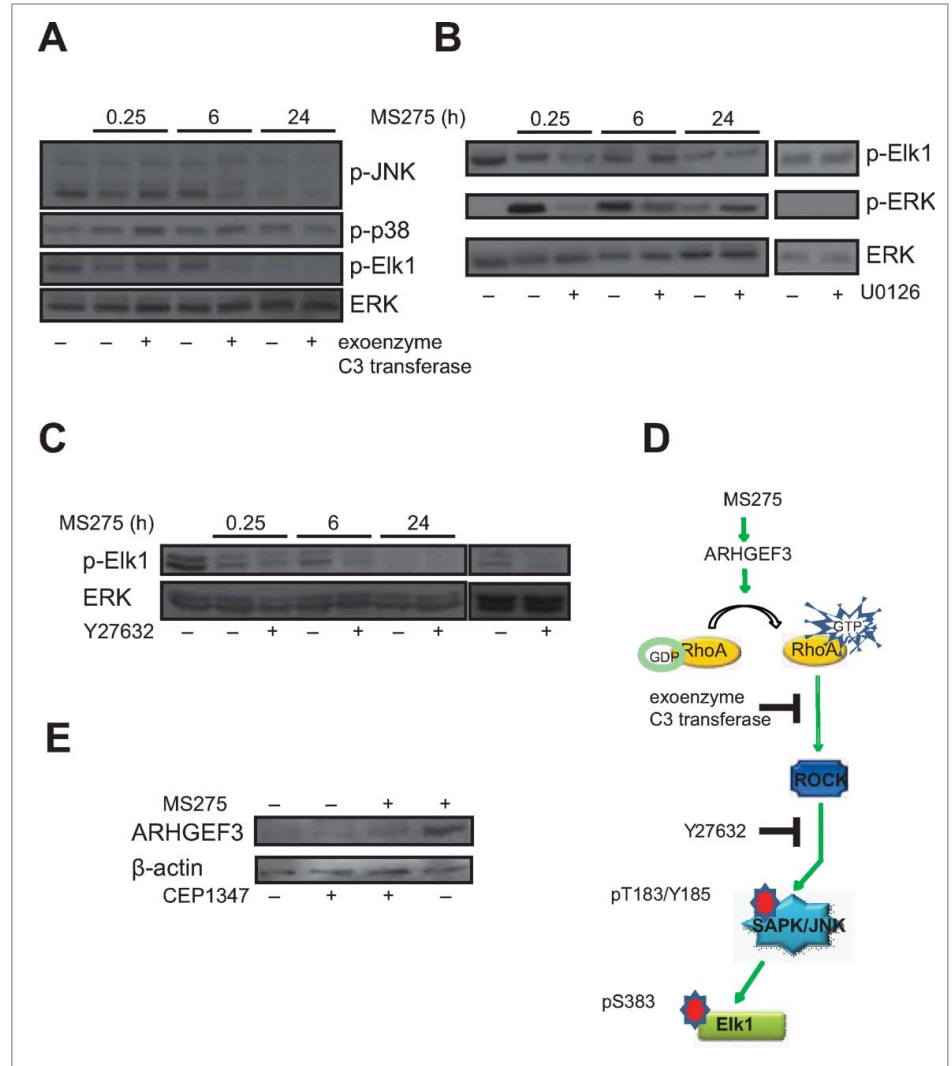 A
0.25 6 24
p-JNK
p-p38
p-Elk1
ERK
– – + – + – + exoenzyme
C3 transferase
B
MS275 (h) 0.25 6 24
p-Elk1
p-ERK
ERK
– – + – + – + – + U0126
C
MS275 (h) 0.25 6 24
p-Elk1
ERK
Y27632 – – + – + – + – +
D
MS275
ARHGEF3
GDP RhoA RhoA GTP
exoenzyme
C3 transferase
ROCK
Y27632
pT183/Y185
SAPK/JNK
pS383
Elk1
E
MS275 – – + +
ARHGEF3
β-actin
CEP1347 – + + –